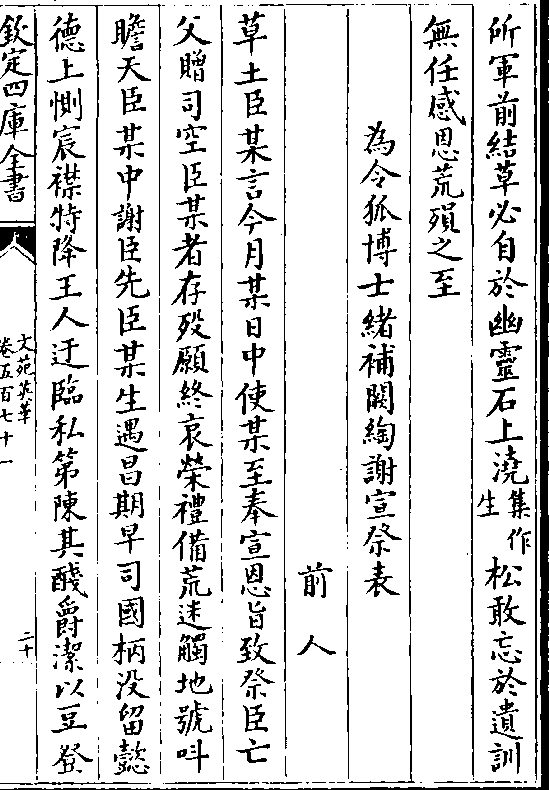 所軍前結草必自於幽靈石上澆集作生松敢忘於遺訓
無任感恩荒殞之至
為令狐博士緒補闕綯謝宣祭表
前人
草土臣某言今月某日中使某至奉宣恩旨致祭臣亡
父贈司空臣某者存歿願終哀榮禮備荒迷觸地號叫
瞻天臣某中謝臣先臣某生遇昌期早司國柄没留懿
德上惻宸襟特降王人迂臨私第陳其醆爵潔以豆登
欽定四庫全書
文苑英華
卷五百七十一
二十